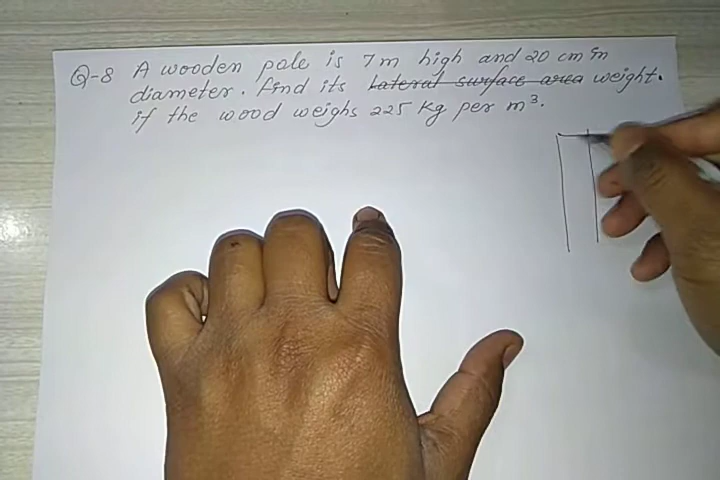 Q-8 A wooden pole is 7m high and 20 cm in
diameter. find its lateral surface area weight.
if the wood weighs 225 Kg per m³.